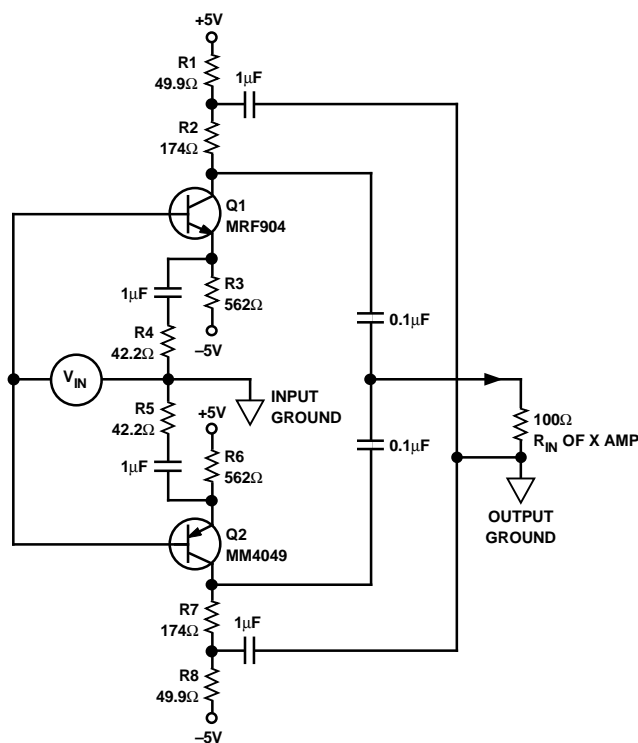 +5V
R1
49.9Ω
1µF
R2
174Ω
Q1
MRF904
1µF
R3
562Ω
R4
42.2Ω
–5V
0.1µF
VIN
INPUT
GROUND
R5
42.2Ω
+5V
1µF
R6
562Ω
0.1µF
100Ω
RIN OF X AMP
OUTPUT
GROUND
Q2
MM4049
R7
174Ω
1µF
R8
49.9Ω
–5V